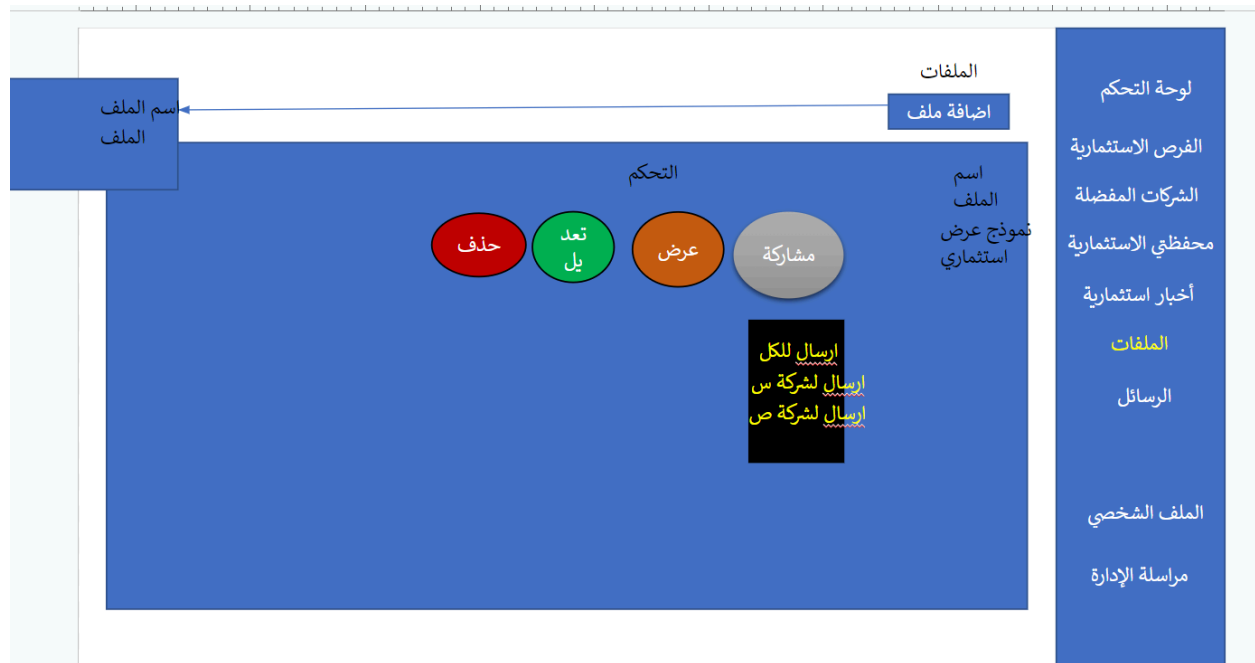 لوحة التحكم
الفرص الاستثمارية
الشركات المفضلة
محفظتي الاستثمارية
أخبار استثمارية
الملفات
الرسائل
الملف الشخصي
مراسلة الإدارة
الملفات
اضافة ملف
اسم الملف
الملف
اسم
الملف
نموذج عرض
استثماري
التحكم
مشاركة
عرض
تعد
يل
حذف
ارسال للكل
ارسال لشركة س
ارسال لشركة ص